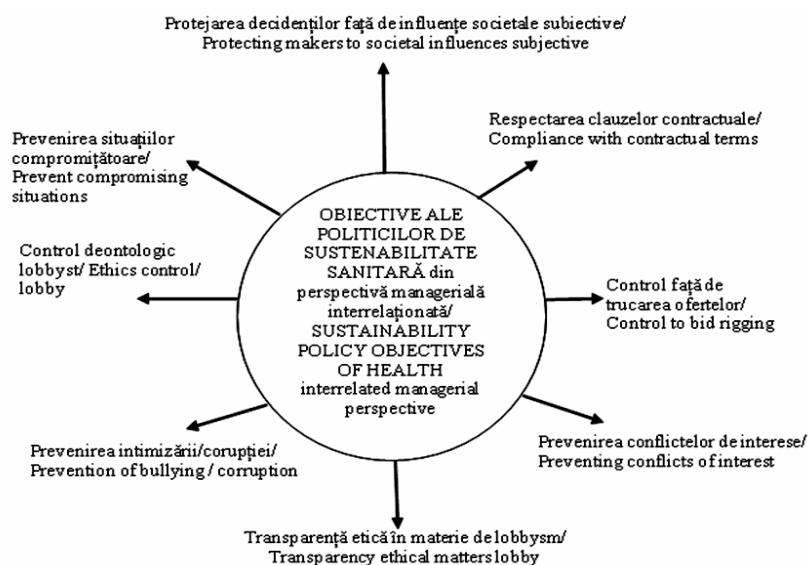 Protejarea decidenților față de influențe societale subiective/
Protecting makers to societal influences subjective
Respectarea clauzelor contractuale/
Compliance with contractual terms
Prevenirea situațiilor
compromițătoare/
Prevent compromising
situations
OBIECTIVE ALE
POLITICILOR DE
SUSTENABILITATE
SANITARĂ din
perspectivă managerială
interrelaționată/
SUSTAINABILITY
POLICY OBJECTIVES
OF HEALTH
interrelated managerial
perspective
Control deontologic
lobbyst/ Ethics control/
lobby
Control față de
trucarea ofertelor/
Control to bid rigging
Prevenirea intimizării/corupției/
Prevention of bullying / corruption
Prevenirea conflictelor de interese/
Preventing conflicts of interest
Transparență etică în materie de lobbysm/
Transparency ethical matters lobby